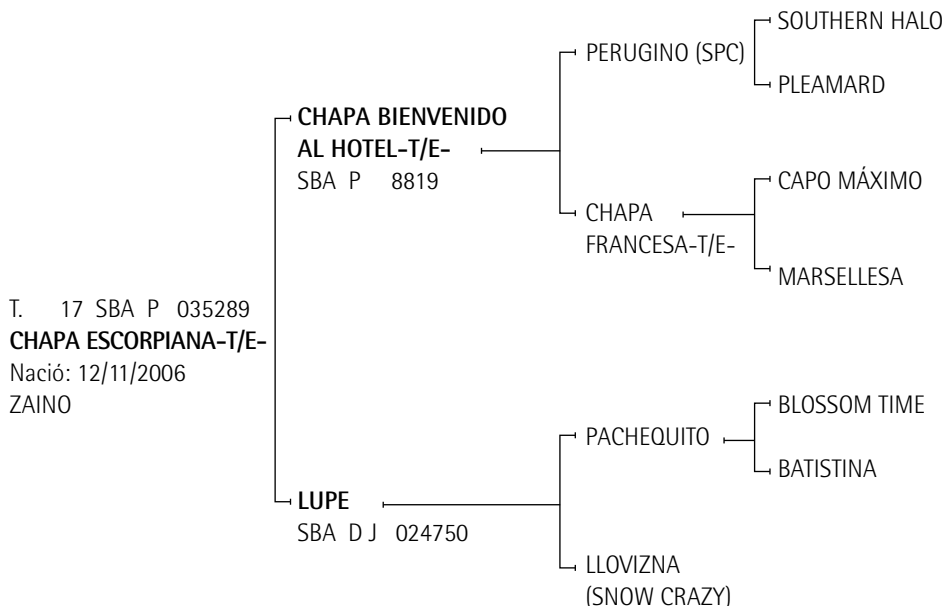 SOUTHERN HALO
PERUGINO (SPC)
PLEAMARD
CHAPA BIENVENIDO
AL HOTEL-T/E-
SBA P 8819
CAPO MÁXIMO
CHAPA
FRANCESA-T/E-
MARSELLESA
T. 17 SBA P 035289
CHAPA ESCORPIANA-T/E-
Nació: 12/11/2006
ZAINO
BLOSSOM TIME
PACHEQUITO
BATISTINA
LUPE
SBA D J 024750
LLOVIZNA
(SNOW CRAZY)